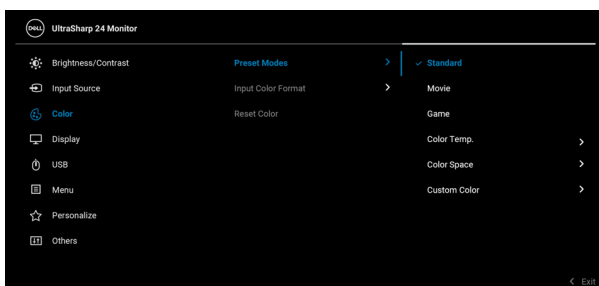 DELL UltraSharp 24 Monitor
Brightness/Contrast Preset Modes > ✓ Standard
Input Source Input Color Format > Movie
Color Reset Color Game
Display Color Temp. >
USB Color Space >
Menu Custom Color >
Personalize
Others
< Exit